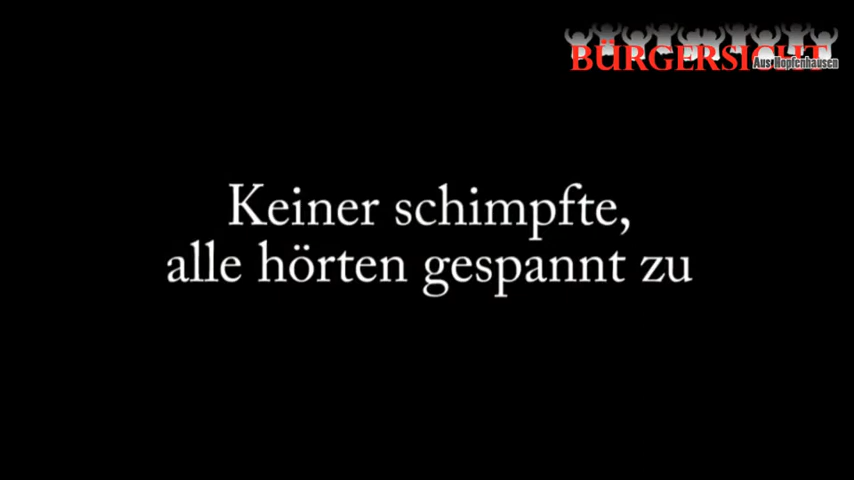 BÜRGERSICHT
Aus Hopfenhausen
Keiner schimpfte,
alle hörten gespannt zu